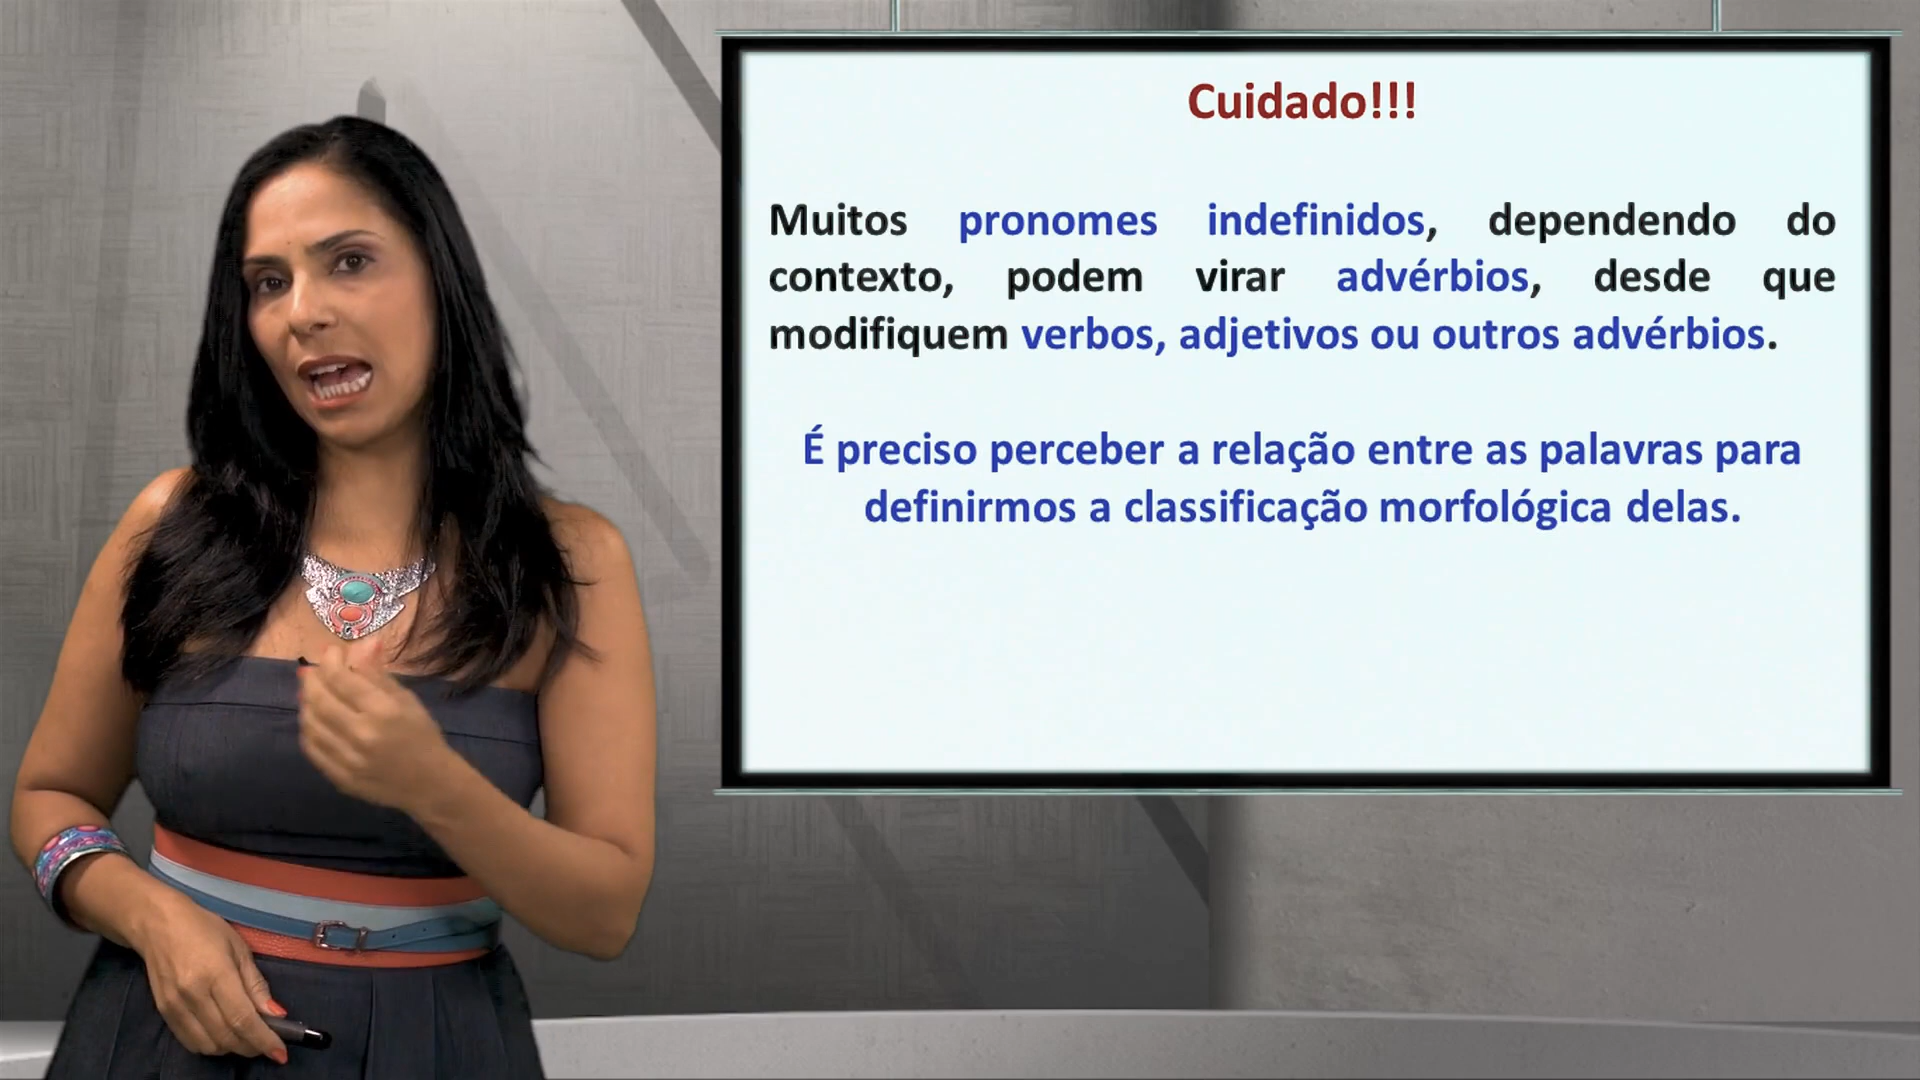 Cuidado!!!
Muitos pronomes indefinidos, dependendo do
contexto, podem virar advérbios, desde que
modifiquem verbos, adjetivos ou outros advérbios.
É preciso perceber a relação entre as palavras para
definirmos a classificação morfológica delas.